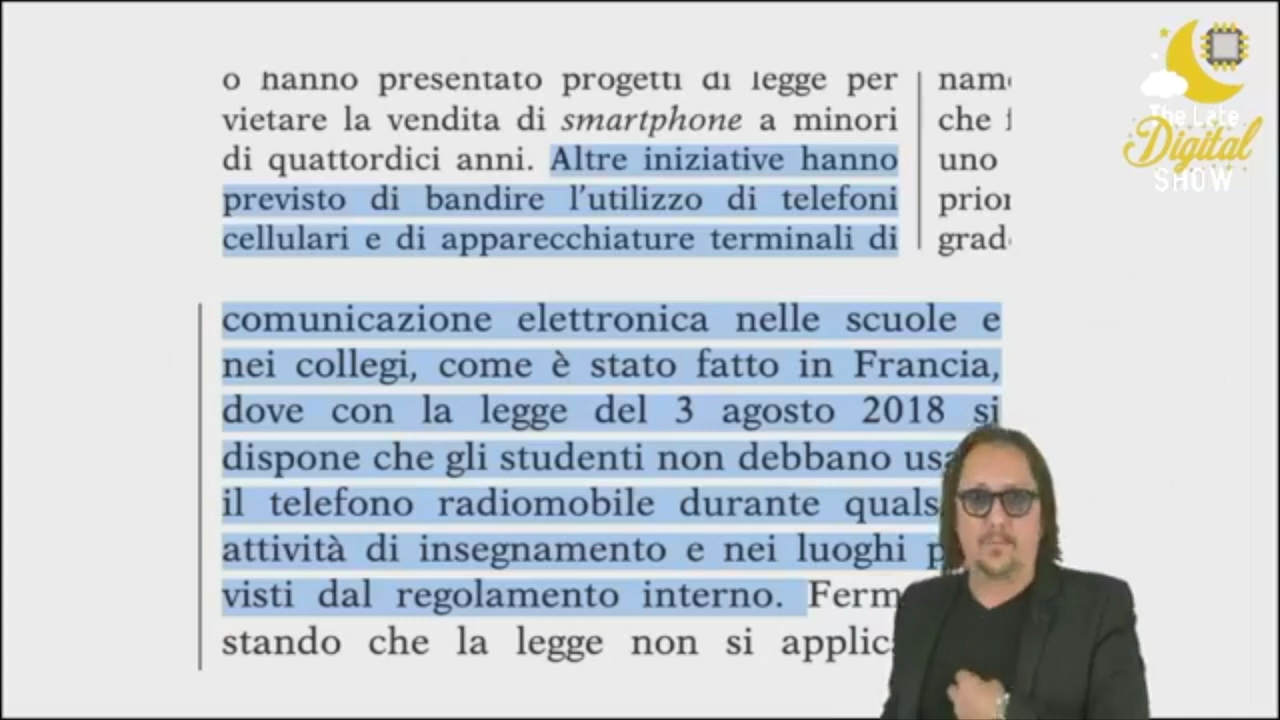 o hanno presentato progetti di legge per
vietare la vendita di smartphone a minori
di quattordici anni. Altre iniziative hanno
previsto di bandire l'utilizzo di telefoni
cellulari e di apparecchiature terminali di
che
uno
comunicazione elettronica nelle scuole e
nei collegi, come è stato fatto in Francia,
dove con la legge del 3 agosto 2018 si
dispone che gli studenti non debbano
il telefono radiomobile durante
attività di insegnamento e nei luoghi
visti dal regolamento interno.
stando che la legge non si
The Late
Digital
SHOW